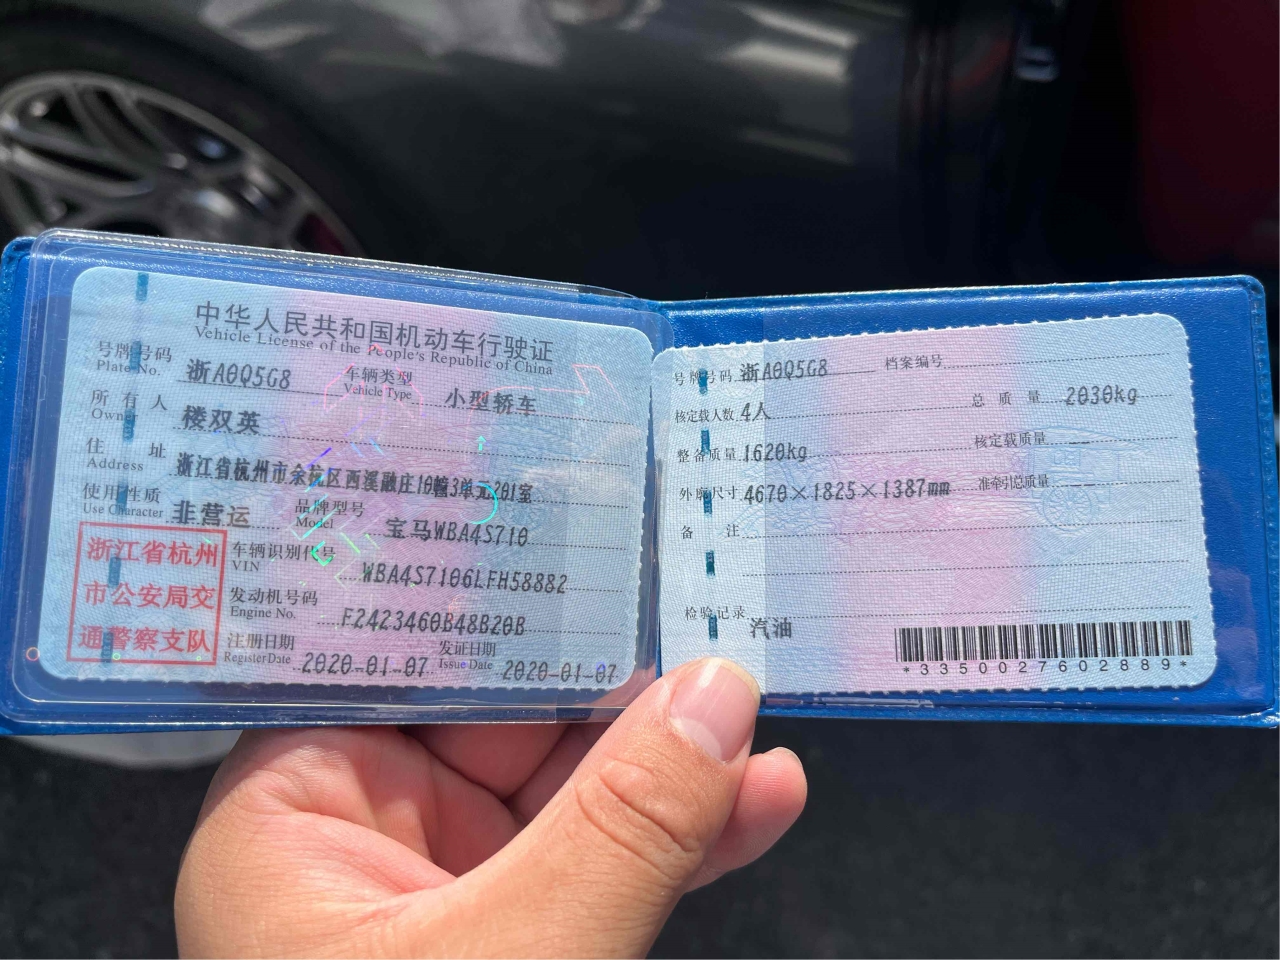 中华人民共和国机动车行驶证
Vehicle License of the People's Republic of China
号牌号码 浙A0Q5G8 车辆类型 小型轿车
Plate No. Vehicle Type
所有人 楼双英
Owner
住址 浙江省杭州市余杭区西溪融庄10幢3单元201室
Address
使用性质 非营运 品牌型号 宝马WBA4S710
Use Character Model
浙江省杭州
市公安局交
通警察支队
车辆识别代号 WBA4S7106LFH58882
VIN
发动机号码 F2423460B48B20B
Engine No.
注册日期 2020-01-07 发证日期 2020-01-07
Register Date Issue Date
号牌号码 浙A0Q5G8 档案编号
核定载人数 4人 总质量 2030kg
整备质量 1620kg 核定载质量
外廓尺寸 4670×1825×1387mm 准牵引总质量
备注
检验记录 汽油
*3350027602889*